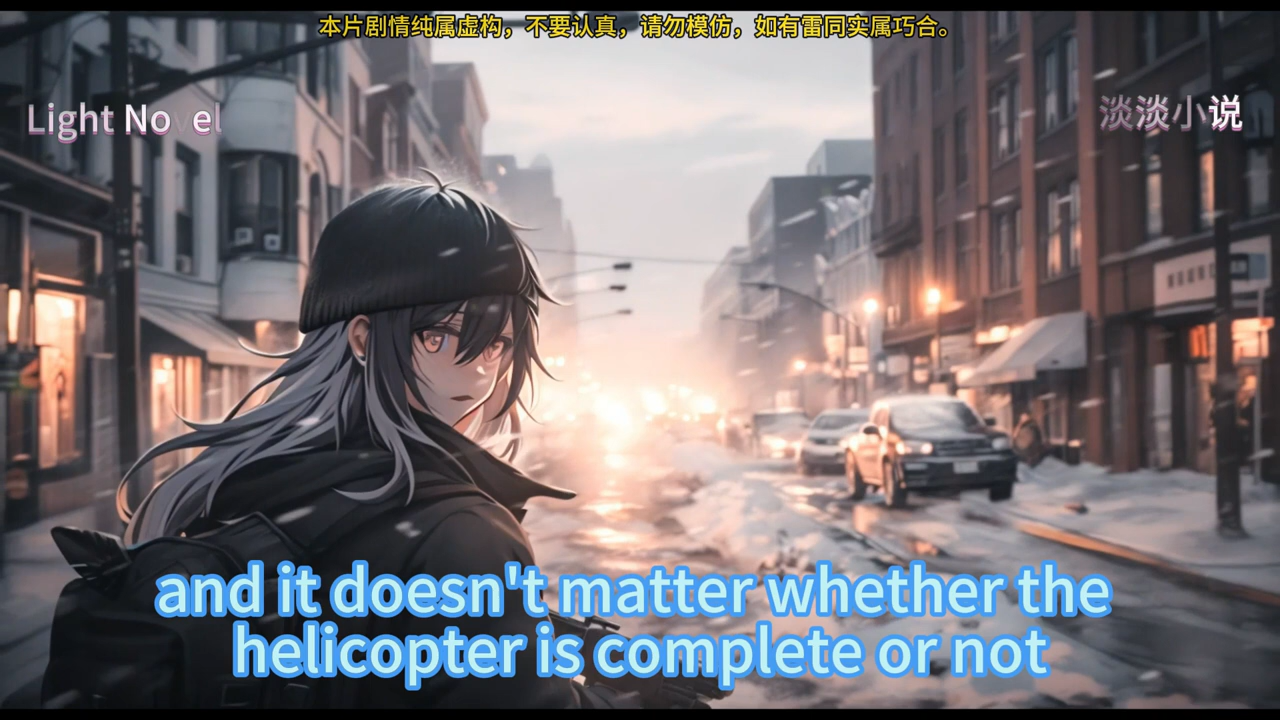 本片剧情纯属虚构，不要认真，请勿模仿，如有雷同实属巧合。
Light Novel
淡淡小说
and it doesn't matter whether the
helicopter is complete or not